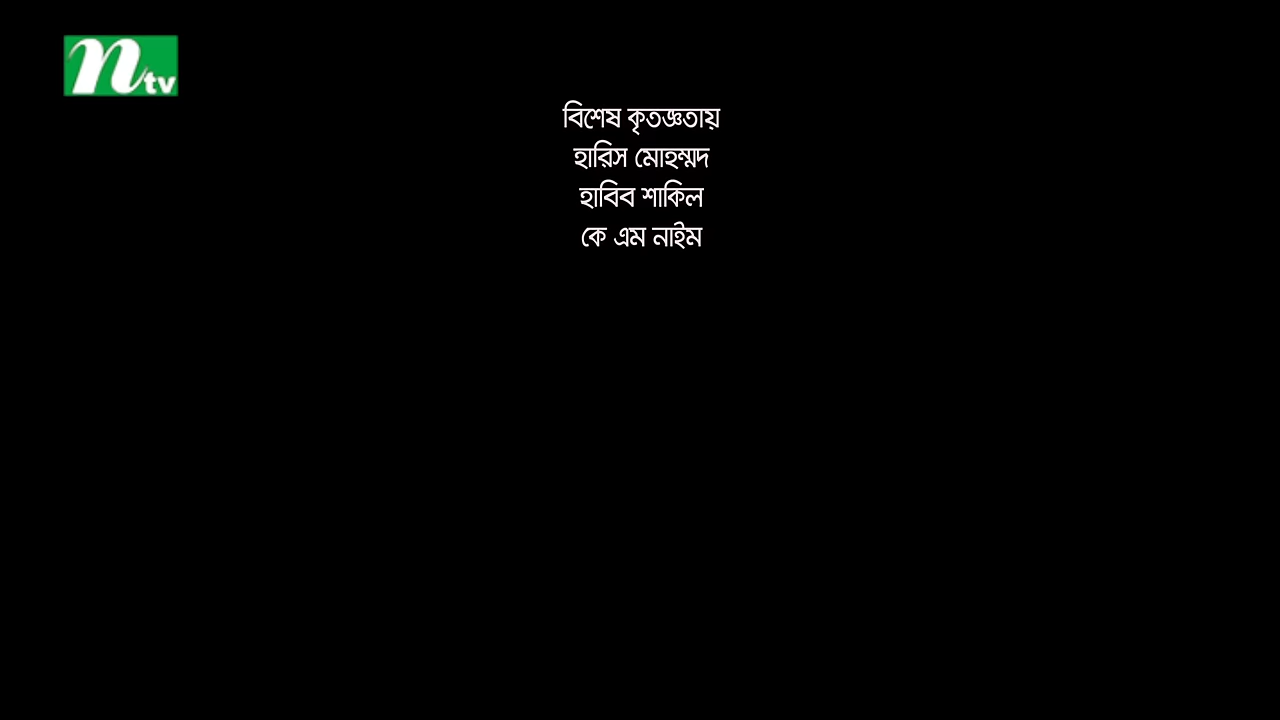 ntv
বিশেষ কৃতজ্ঞতায়
হারিস মোহম্মদ
হাবিব শাকিল
কে এম নাইম